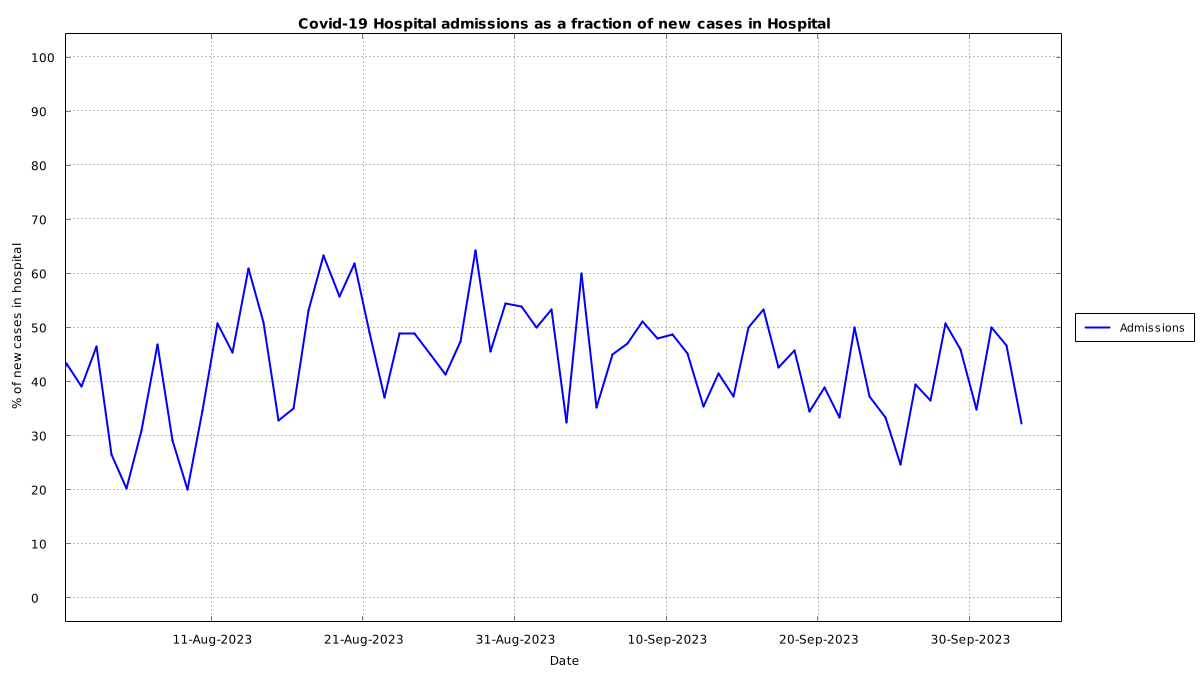 Covid-19 Hospital admissions as a fraction of new cases in Hospital
100
90
80
70
60
50
40
30
20
10
0
% of new cases in hospital
11-Aug-2023 21-Aug-2023 31-Aug-2023 10-Sep-2023 20-Sep-2023 30-Sep-2023
Date
Admissions